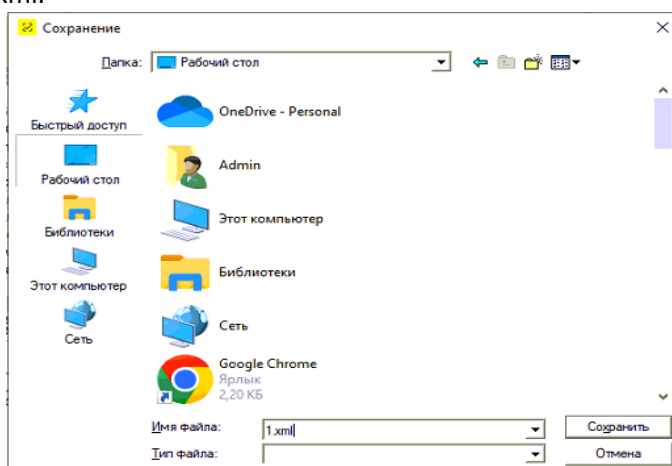 Сохранение
Папка: Рабочий стол
Быстрый доступ
Рабочий стол
Библиотеки
Этот компьютер
Сеть
OneDrive - Personal
Admin
Этот компьютер
Библиотеки
Сеть
Google Chrome
Ярлык
2,20 КБ
Имя файла: 1.xml
Сохранить
Тип файла:
Отмена